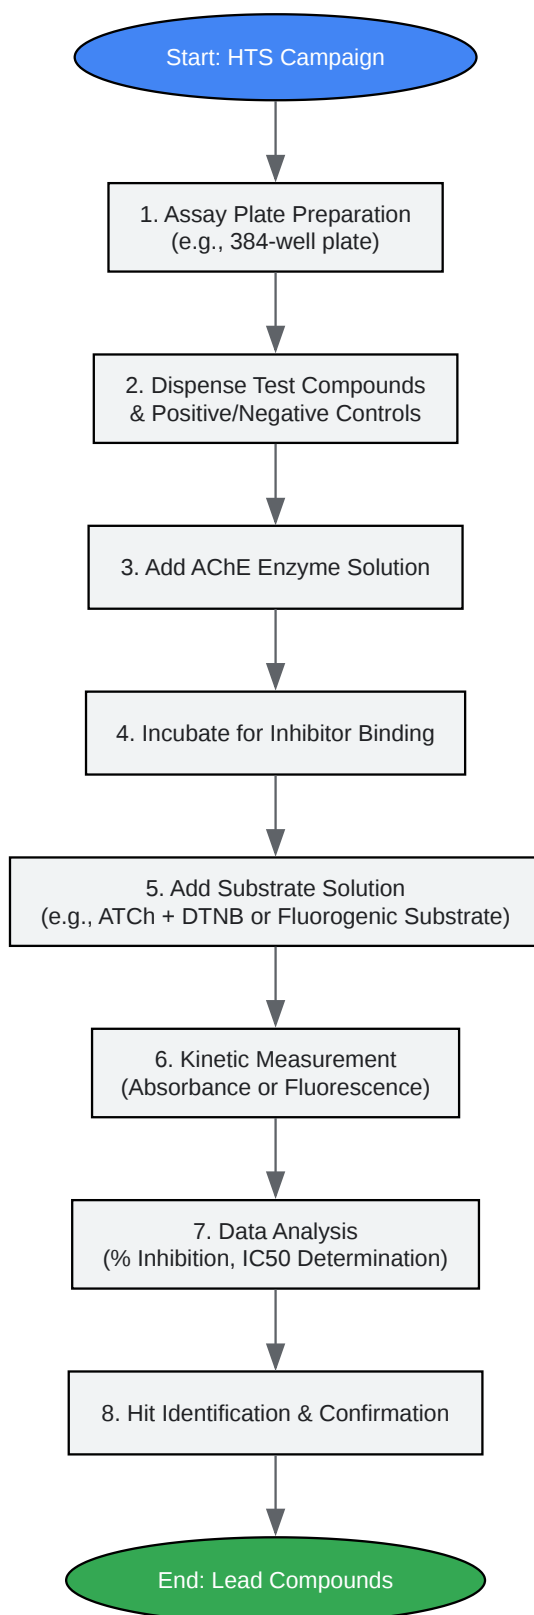 Start: HTS Campaign
1. Assay Plate Preparation
(e.g., 384-well plate)
2. Dispense Test Compounds
& Positive/Negative Controls
3. Add AChE Enzyme Solution
4. Incubate for Inhibitor Binding
5. Add Substrate Solution
(e.g., ATCh + DTNB or Fluorogenic Substrate)
6. Kinetic Measurement
(Absorbance or Fluorescence)
7. Data Analysis
(% Inhibition, IC50 Determination)
8. Hit Identification & Confirmation
End: Lead Compounds